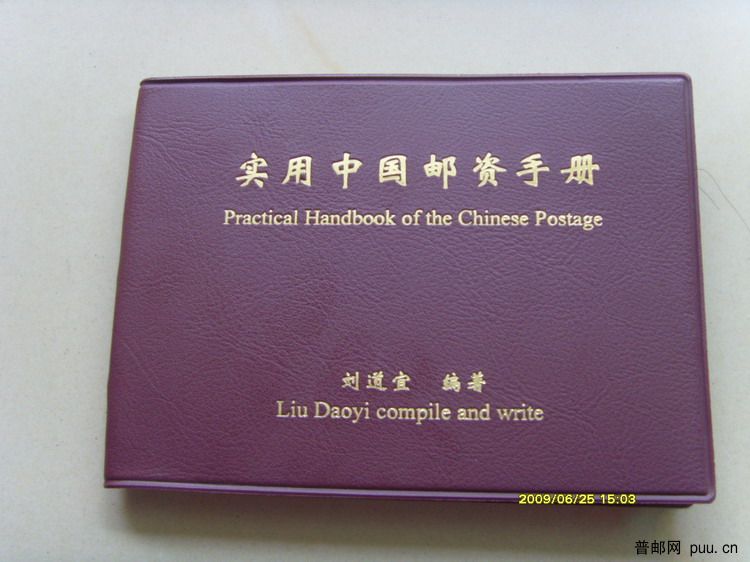 实用中国邮资手册
Practical Handbook of the Chinese Postage
刘道宜 编著
Liu Daoyi compile and write
2009/06/25 15:03
普邮网 puu.cn